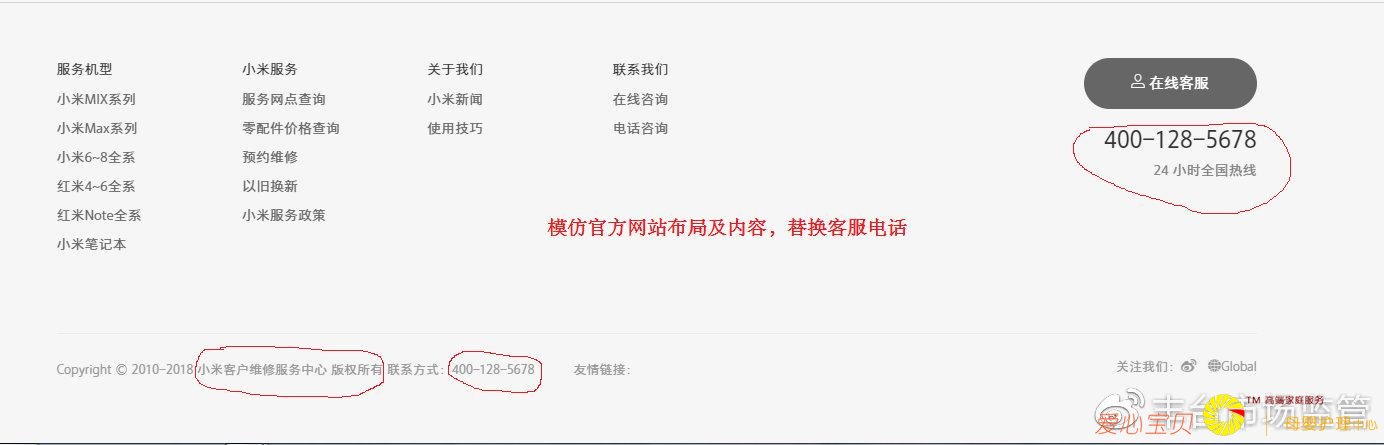 服务机型
小米MIX系列
小米Max系列
小米6~8全系
红米4~6全系
红米Note全系
小米笔记本
小米服务
服务网点查询
零配件价格查询
预约维修
以旧换新
小米服务政策
关于我们
小米新闻
使用技巧
联系我们
在线咨询
电话咨询
在线客服
400-128-5678
24 小时全国热线
模仿官方网站布局及内容，替换客服电话
Copyright © 2010-2018 小米客户维修服务中心 版权所有 联系方式：400-128-5678 友情链接：
关注我们： Global
丰台市场监管
爱心宝贝
TM 高端家庭服务
母婴护理中心